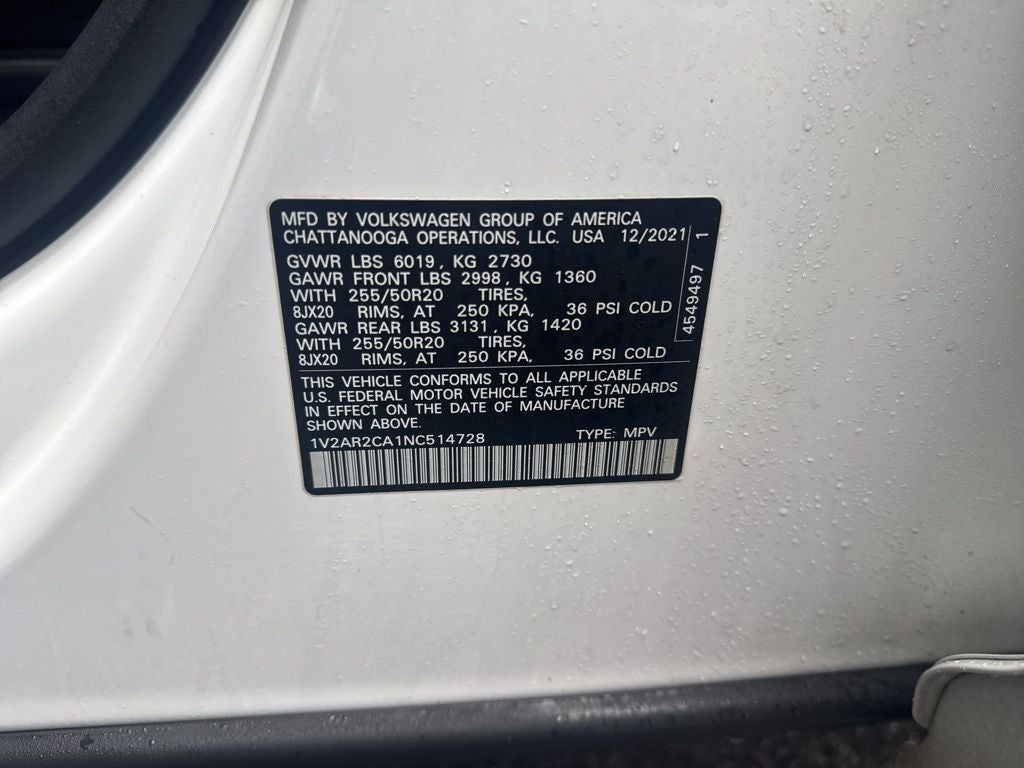 MFD BY VOLKSWAGEN GROUP OF AMERICA
CHATTANOOGA OPERATIONS, LLC. USA 12/2021
GVWR LBS 6019, KG 2730
GAWR FRONT LBS 2998, KG 1360
WITH 255/50R20 TIRES,
8JX20 RIMS, AT 250 KPA, 36 PSI COLD
GAWR REAR LBS 3131, KG 1420
WITH 255/50R20 TIRES,
8JX20 RIMS, AT 250 KPA, 36 PSI COLD
4549497 1
THIS VEHICLE CONFORMS TO ALL APPLICABLE
U.S. FEDERAL MOTOR VEHICLE SAFETY STANDARDS
IN EFFECT ON THE DATE OF MANUFACTURE
SHOWN ABOVE.
1V2AR2CA1NC514728 TYPE: MPV